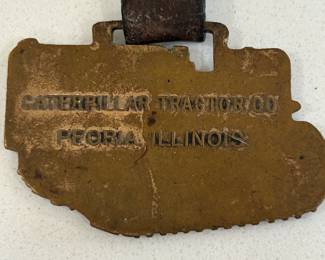 CATERPILLAR TRACTOR CO
PEORIA, ILLINOIS